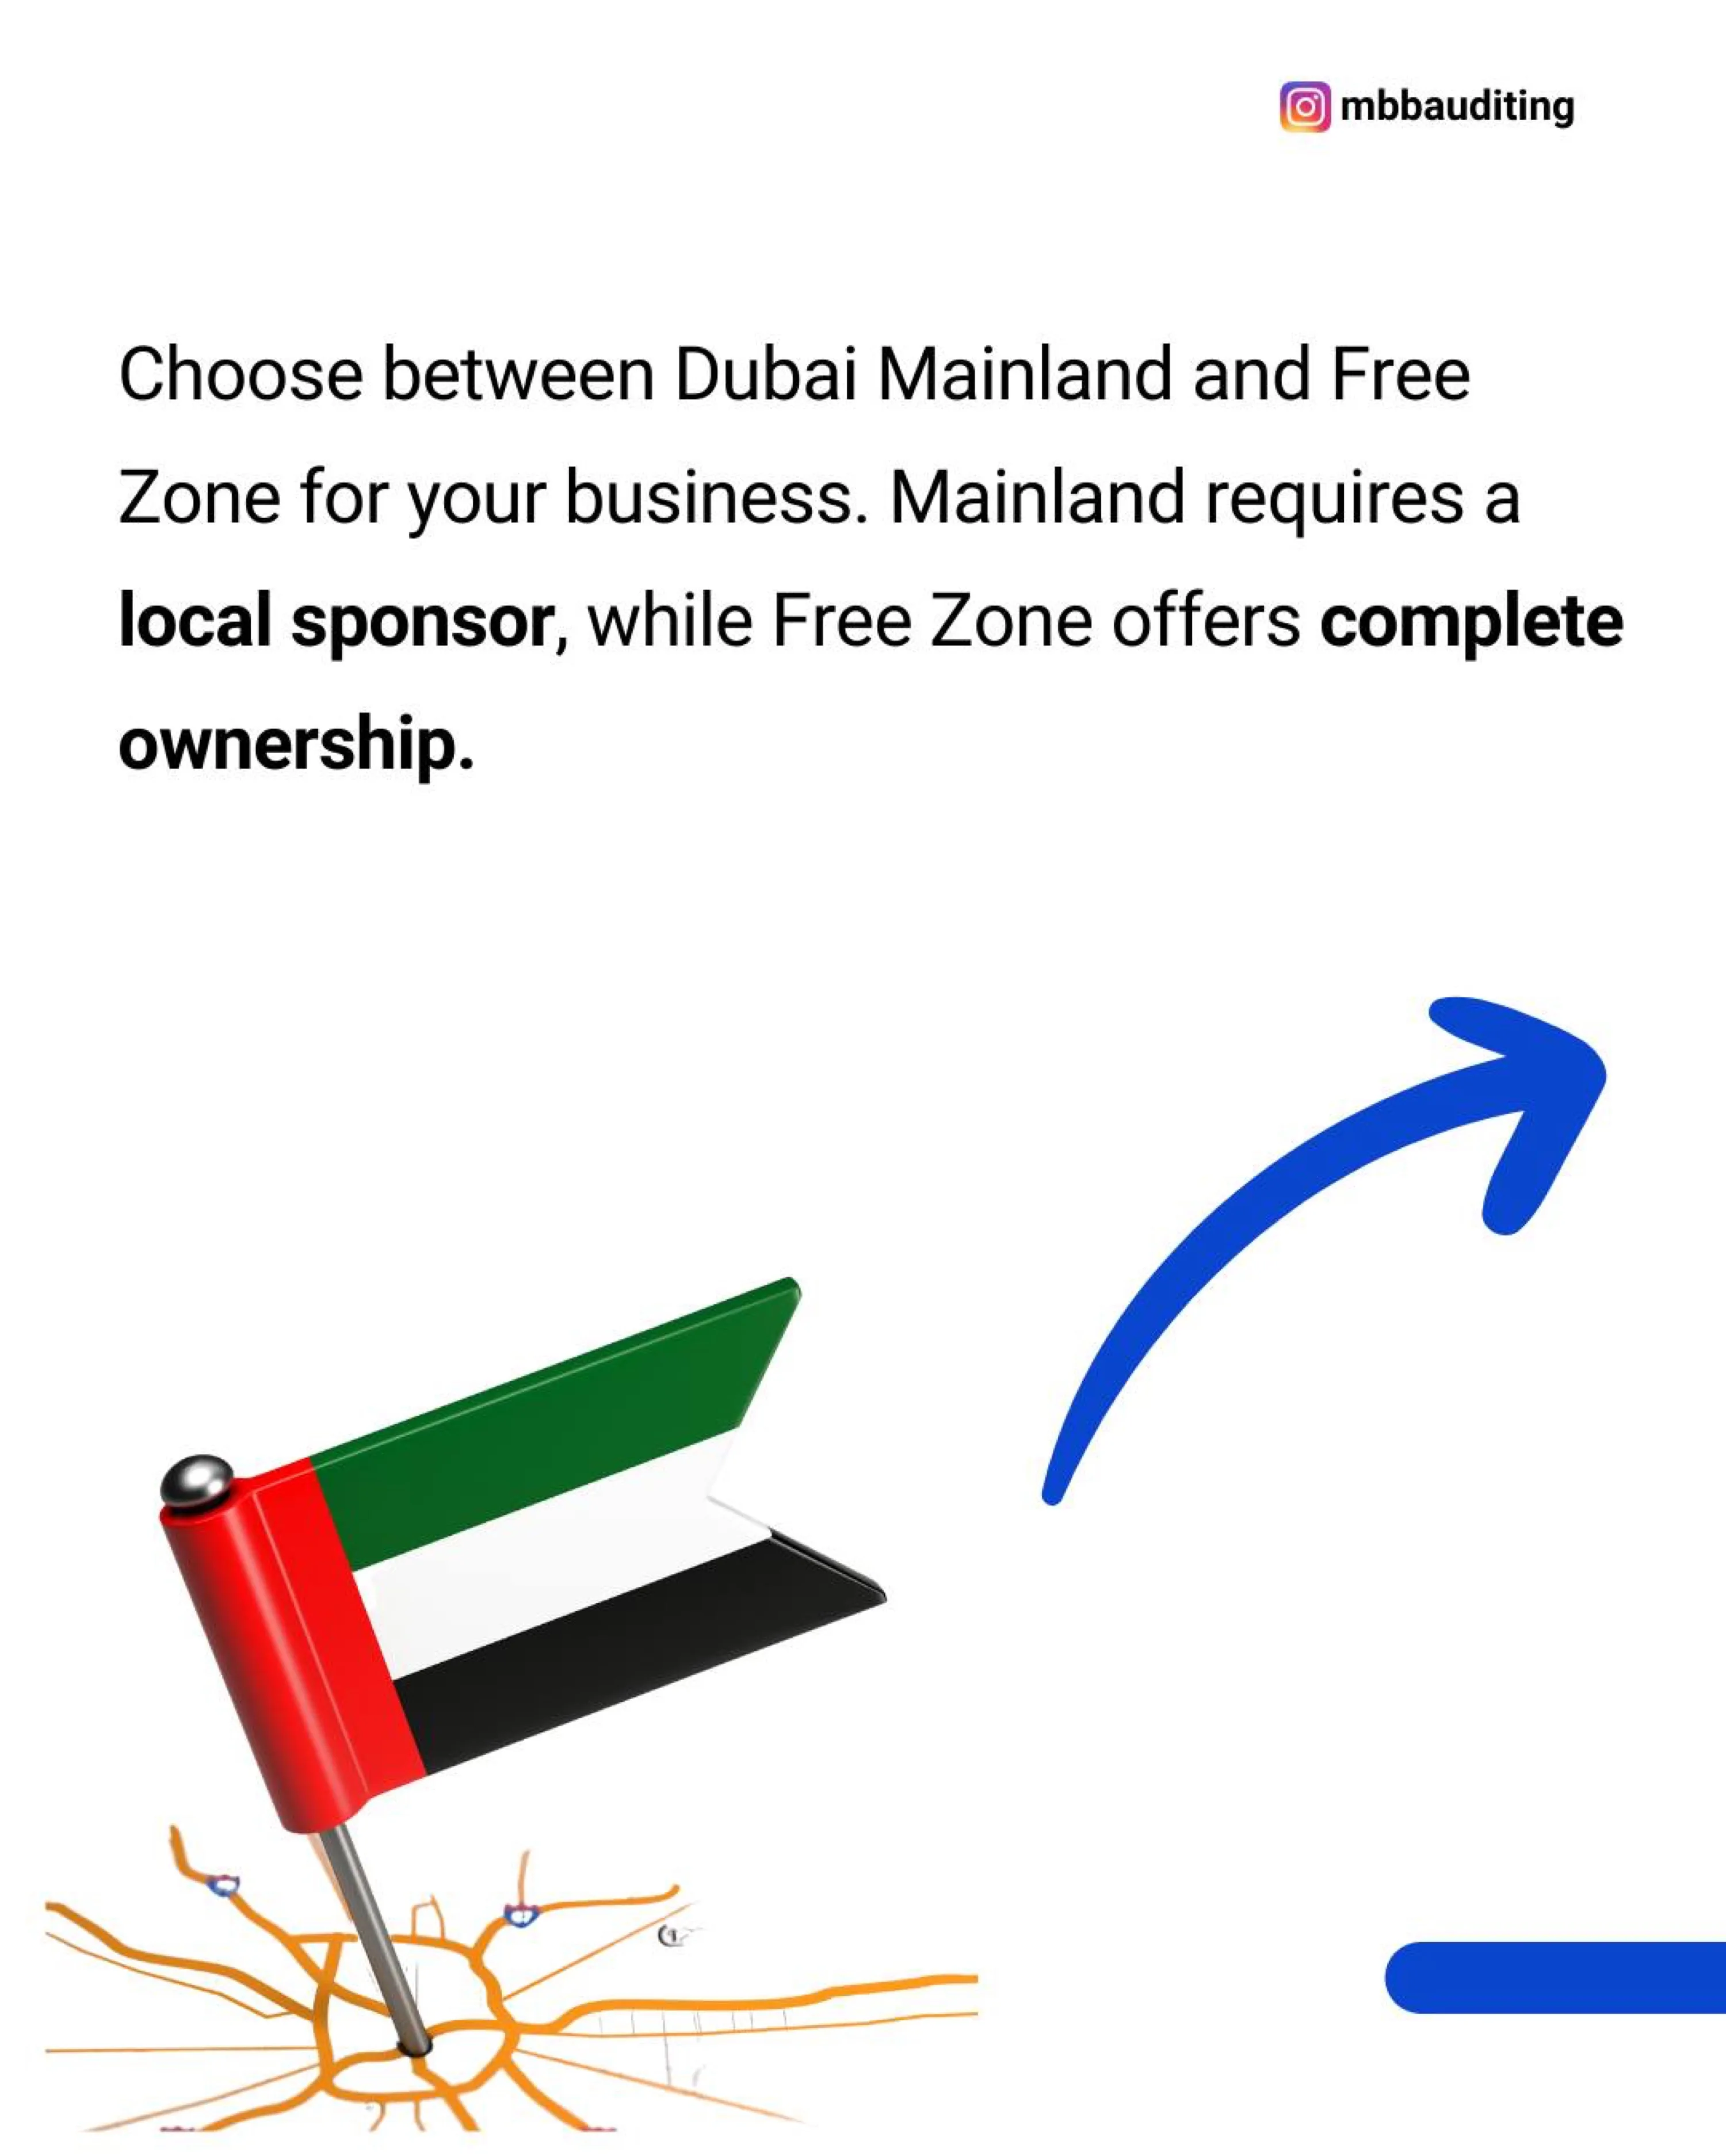 mbbauditing
Choose between Dubai Mainland and Free
Zone for your business. Mainland requires a
local sponsor, while Free Zone offers complete
ownership.